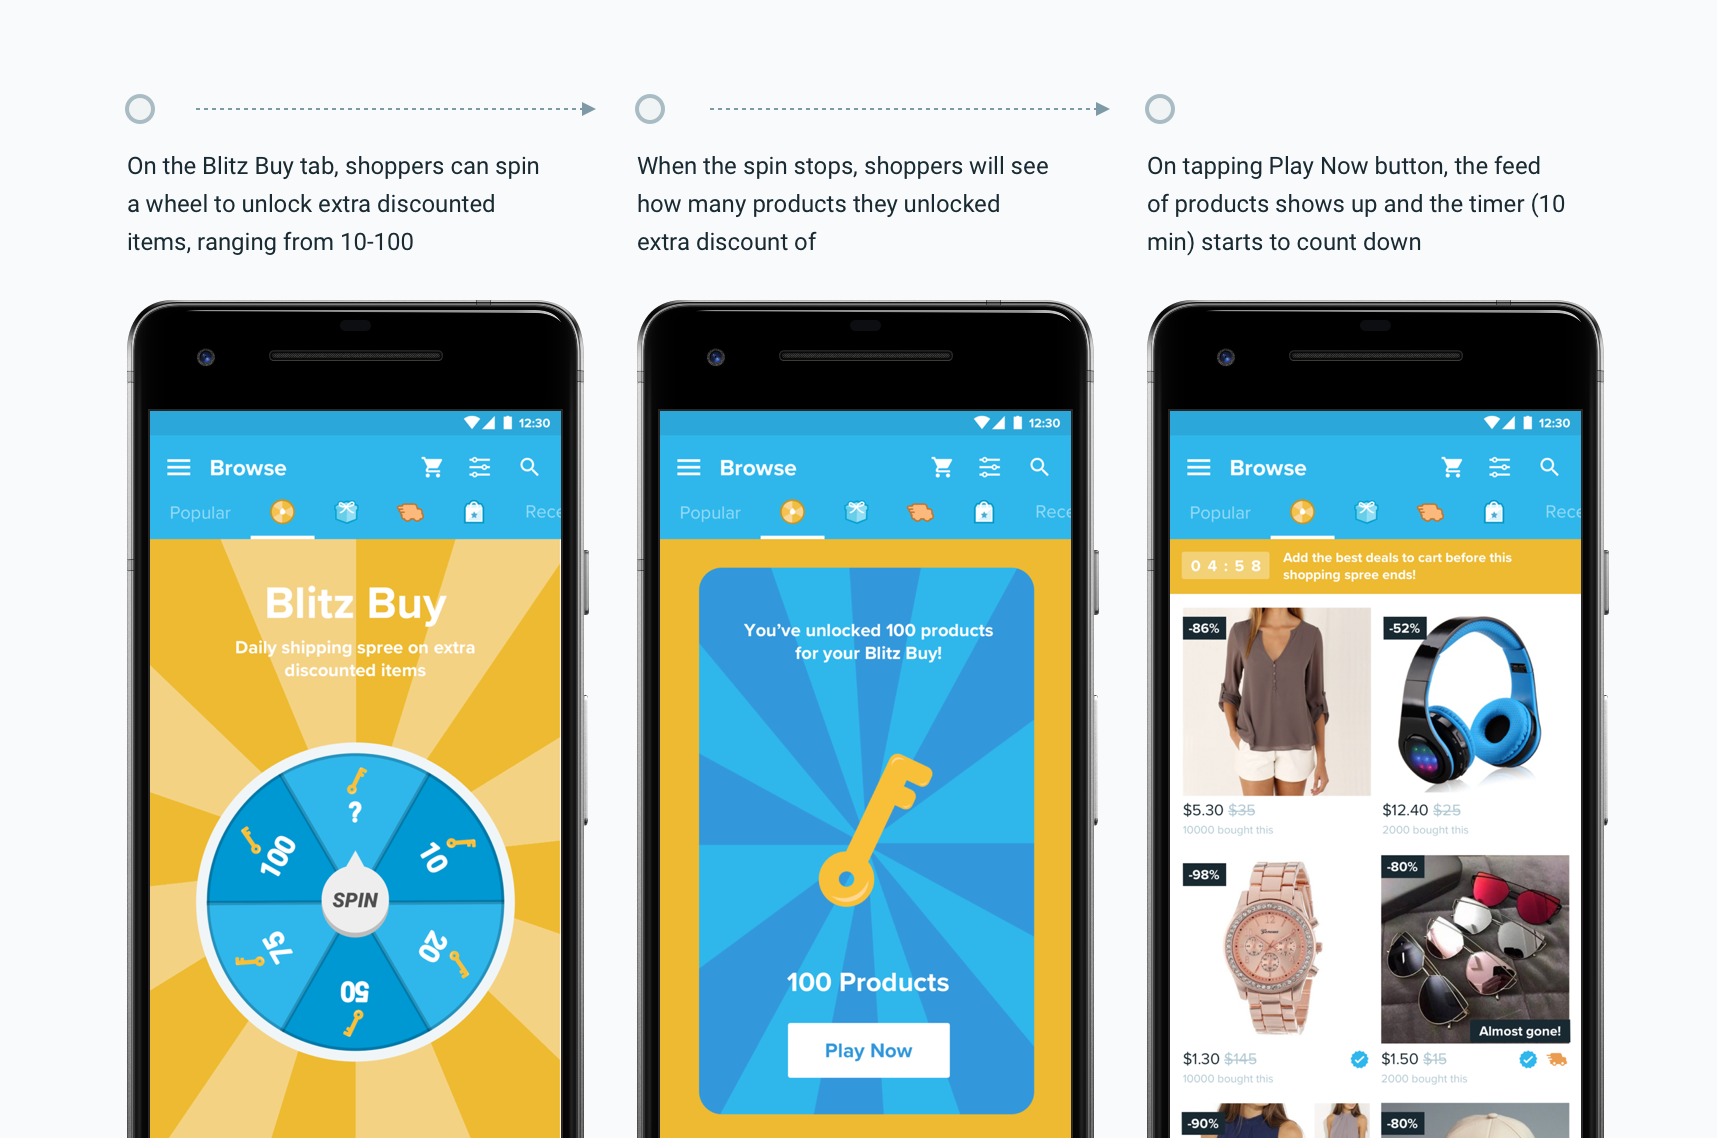 On the Blitz Buy tab, shoppers can spin
a wheel to unlock extra discounted
items, ranging from 10-100
When the spin stops, shoppers will see
how many products they unlocked
extra discount of
On tapping Play Now button, the feed
of products shows up and the timer (10
min) starts to count down
12:30
Browse
Popular
Rece
Blitz Buy
Daily shipping spree on extra
discounted items
?
100
10
SPIN
75
20
50
12:30
Browse
Popular
Rece
You've unlocked 100 products
for your Blitz Buy!
100 Products
Play Now
12:30
Browse
Popular
Rece
04:58
Add the best deals to cart before this
shopping spree ends!
-86%
-52%
$5.30 $35
$12.40 $25
10000 bought this
2000 bought this
-98%
-80%
Almost gone!
$1.30 $145
$1.50 $15
10000 bought this
2000 bought this
-90%
-80%